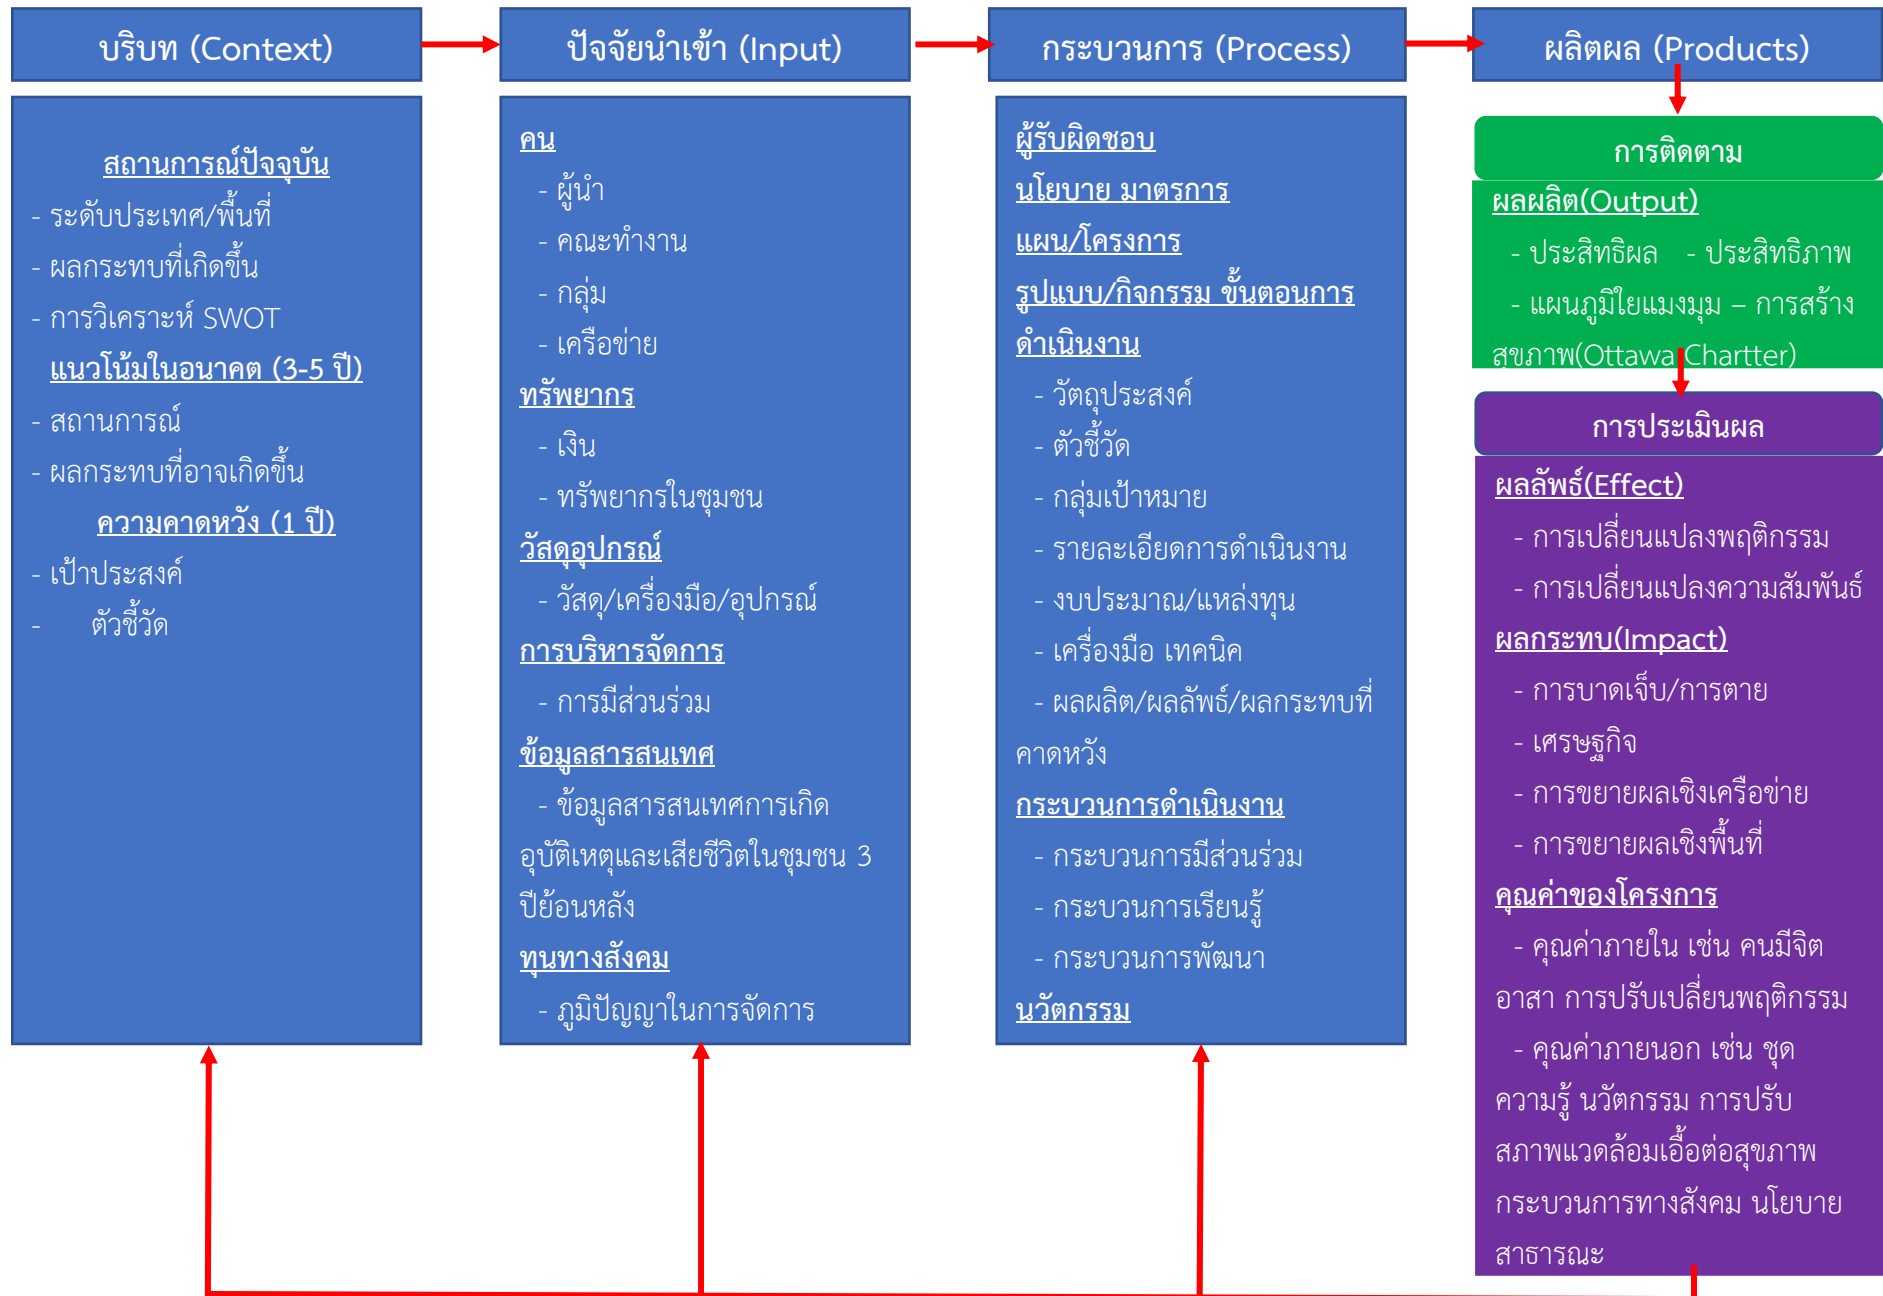 บริบท (Context)
สถานการณ์ปัจจุบัน
- ระดับประเทศ/พื้นที่
- ผลกระทบที่เกิดขึ้น
- การวิเคราะห์ SWOT
แนวโน้มในอนาคต (3-5 ปี)
- สถานการณ์
- ผลกระทบที่อาจเกิดขึ้น
ความคาดหวัง (1 ปี)
- เป้าประสงค์
- ตัวชี้วัด
ปัจจัยนำเข้า (Input)
คน
- ผู้นำ
- คณะทำงาน
- กลุ่ม
- เครือข่าย
ทรัพยากร
- เงิน
- ทรัพยากรในชุมชน
วัสดุอุปกรณ์
- วัสดุ/เครื่องมือ/อุปกรณ์
การบริหารจัดการ
- การมีส่วนร่วม
ข้อมูลสารสนเทศ
- ข้อมูลสารสนเทศการเกิด
อุบัติเหตุและเสียชีวิตในชุมชน 3
ปีย้อนหลัง
ทุนทางสังคม
- ภูมิปัญญาในการจัดการ
กระบวนการ (Process)
ผู้รับผิดชอบ
นโยบาย มาตรการ
แผน/โครงการ
รูปแบบ/กิจกรรม ขั้นตอนการ
ดำเนินงาน
- วัตถุประสงค์
- ตัวชี้วัด
- กลุ่มเป้าหมาย
- รายละเอียดการดำเนินงาน
- งบประมาณ/แหล่งทุน
- เครื่องมือ เทคนิค
- ผลผลิต/ผลลัพธ์/ผลกระทบที่
คาดหวัง
กระบวนการดำเนินงาน
- กระบวนการมีส่วนร่วม
- กระบวนการเรียนรู้
- กระบวนการพัฒนา
นวัตกรรม
ผลิตผล (Products)
การติดตาม
ผลผลิต(Output)
- ประสิทธิผล - ประสิทธิภาพ
- แผนภูมิใยแมงมุม – การสร้าง
สุขภาพ(Ottawa Chartter)
การประเมินผล
ผลลัพธ์(Effect)
- การเปลี่ยนแปลงพฤติกรรม
- การเปลี่ยนแปลงความสัมพันธ์
ผลกระทบ(Impact)
- การบาดเจ็บ/การตาย
- เศรษฐกิจ
- การขยายผลเชิงเครือข่าย
- การขยายผลเชิงพื้นที่
คุณค่าของโครงการ
- คุณค่าภายใน เช่น คนมีจิต
อาสา การปรับเปลี่ยนพฤติกรรม
- คุณค่าภายนอก เช่น ชุด
ความรู้ นวัตกรรม การปรับ
สภาพแวดล้อมเอื้อต่อสุขภาพ
กระบวนการทางสังคม นโยบาย
สาธารณะ